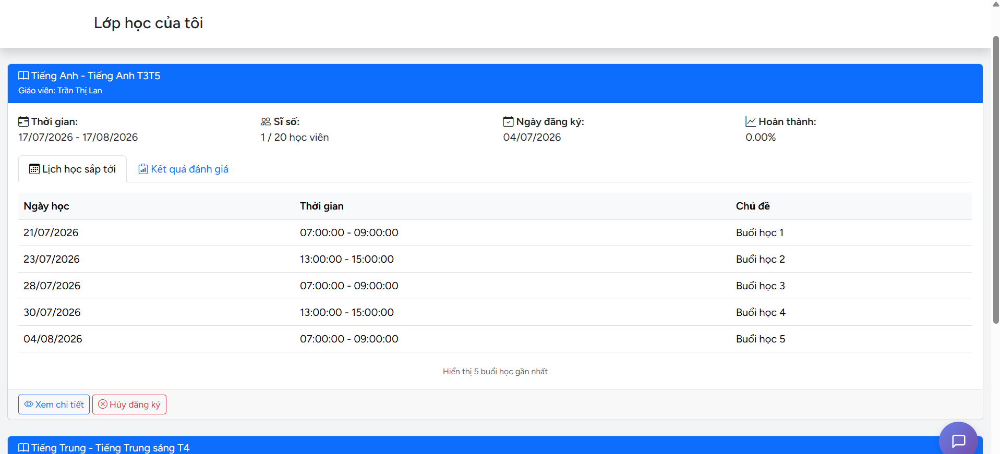 Lớp học của tôi
Tiếng Anh - Tiếng Anh T3T5
Giáo viên: Trần Thị Lan
Thời gian: Sĩ số: Ngày đăng ký: Hoàn thành:
17/07/2026 - 17/08/2026 1 / 20 học viên 04/07/2026 0.00%
Lịch học sắp tới Kết quả đánh giá
Ngày học Thời gian Chủ đề
21/07/2026 07:00:00 - 09:00:00 Buổi học 1
23/07/2026 13:00:00 - 15:00:00 Buổi học 2
28/07/2026 07:00:00 - 09:00:00 Buổi học 3
30/07/2026 13:00:00 - 15:00:00 Buổi học 4
04/08/2026 07:00:00 - 09:00:00 Buổi học 5
Hiển thị 5 buổi học gần nhất
Xem chi tiết Hủy đăng ký
Tiếng Trung - Tiếng Trung sáng T4